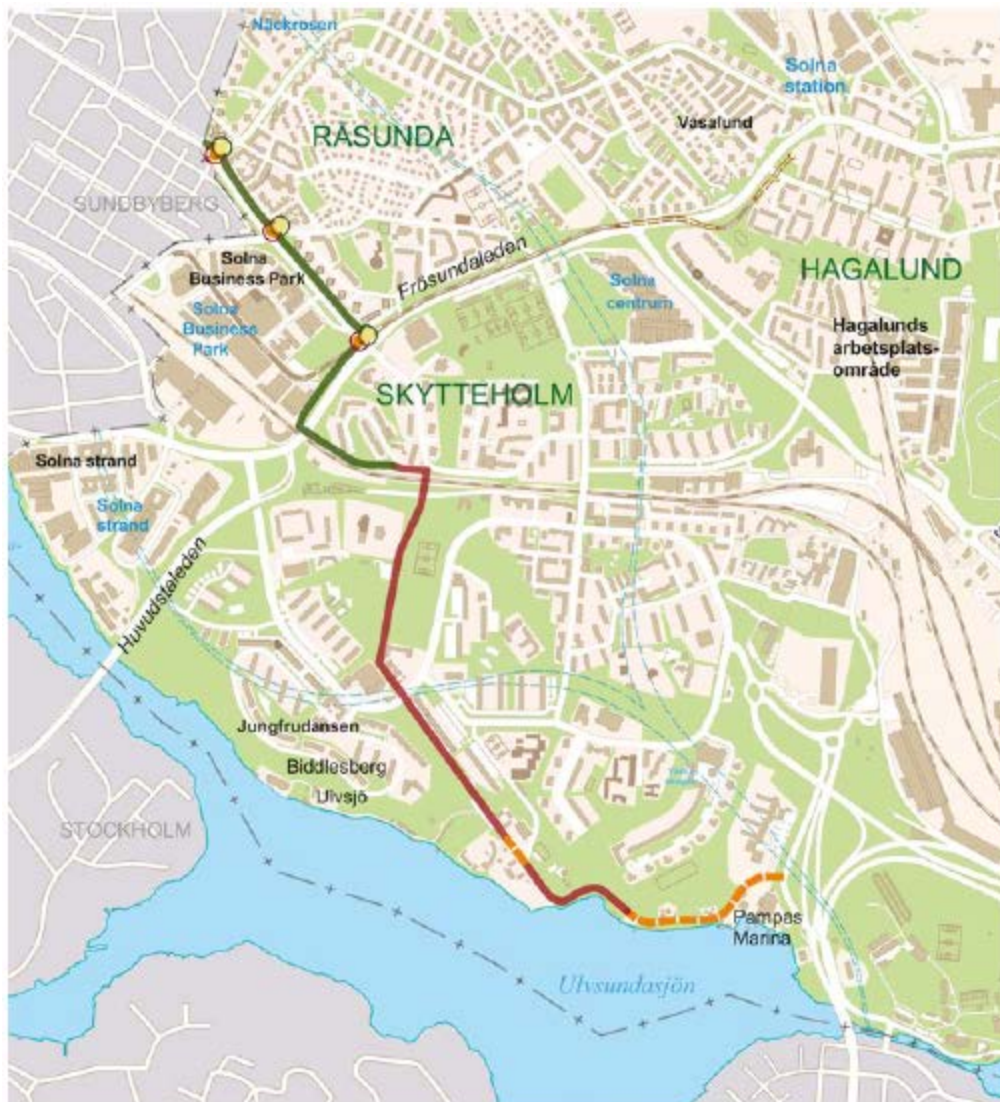 Näckrosen
Solna
station
Vasalund
RÅSUNDA
SUNDBYBERG
Solna
Business Park
Frösundaleden
HAGALUND
Solna
Business
Park
Solna
centrum
Hagalunds
arbetsplats-
område
SKYTTEHOLM
Solna strand
Solna
strand
Huvudstaleden
Jungfrudansen
Biddlesberg
Ulvsjö
STOCKHOLM
Pampas
Marina
Ulvsundasjön